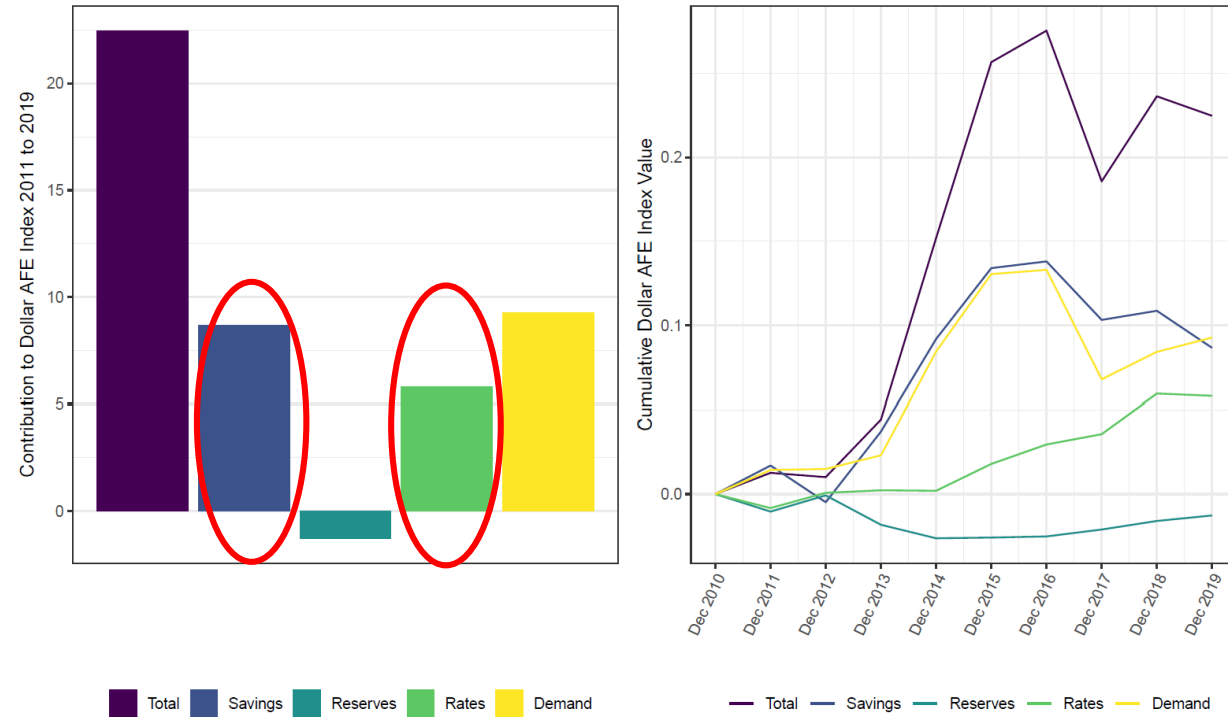 Contribution to Dollar AFE Index 2011 to 2019
20
15
10
5
0
Total Savings Reserves Rates Demand
Cumulative Dollar AFE Index Value
0.2
0.1
0.0
Dec 2010
Dec 2011
Dec 2012
Dec 2013
Dec 2014
Dec 2015
Dec 2016
Dec 2017
Dec 2018
Dec 2019
Total Savings Reserves Rates Demand